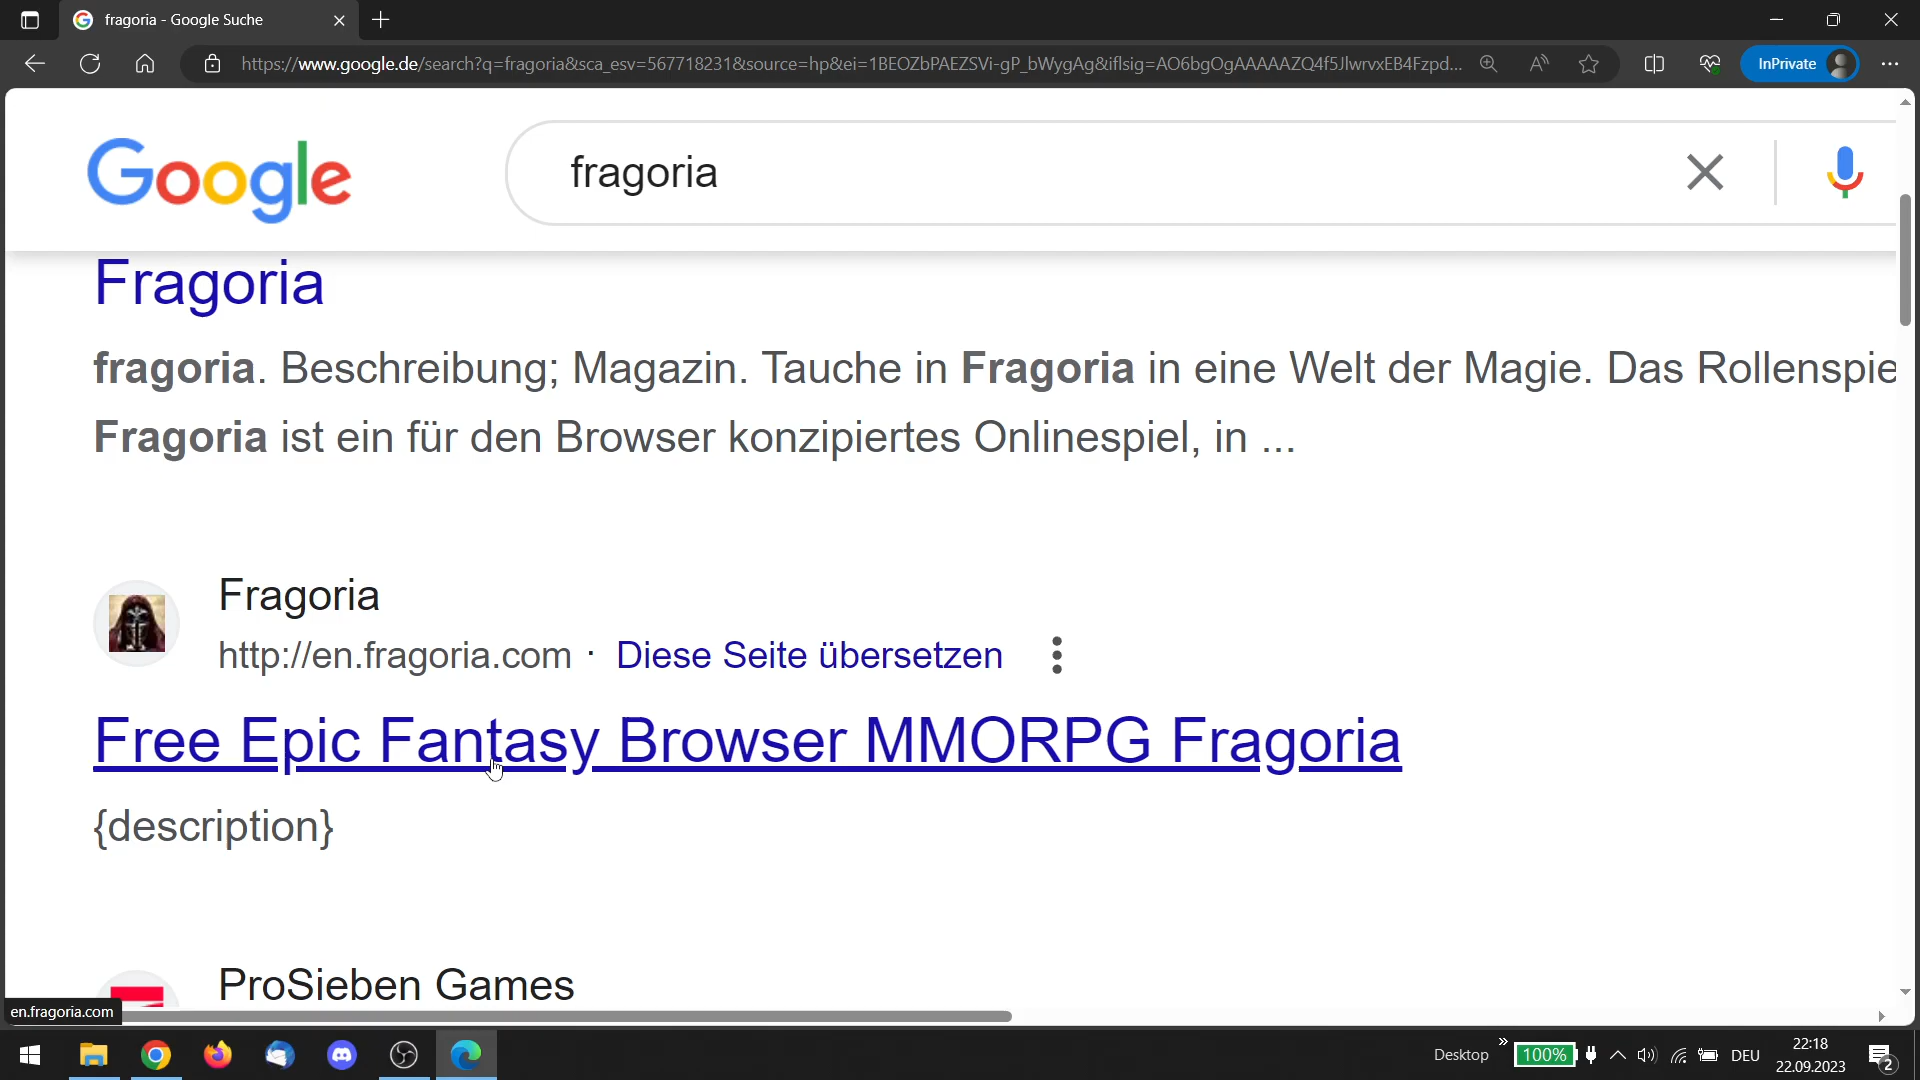 fragoria - Google Suche
https://www.google.de/search?q=fragoria&sca_esv=567718231&source=hp&ei=1BEOZbPAEZSVi-gP_bWygAg&iflsig=AO6bgOgAAAAAZQ4f5JlwrvxEB4Fzpd...
InPrivate
Google
fragoria
Fragoria
fragoria. Beschreibung; Magazin. Tauche in Fragoria in eine Welt der Magie. Das Rollenspie
Fragoria ist ein für den Browser konzipiertes Onlinespiel, in ...
Fragoria
http://en.fragoria.com · Diese Seite übersetzen
Free Epic Fantasy Browser MMORPG Fragoria
{description}
ProSieben Games
en.fragoria.com
Desktop
100%
DEU
22:18
22.09.2023
2